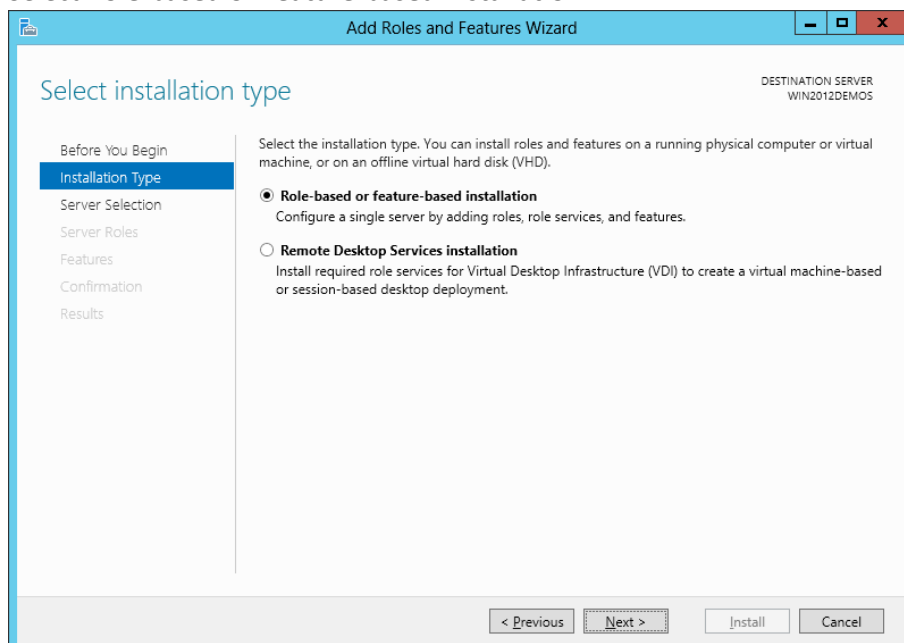 Add Roles and Features Wizard
Select installation type
DESTINATION SERVER
WIN2012DEMOS
Before You Begin
Installation Type
Server Selection
Server Roles
Features
Confirmation
Results
Select the installation type. You can install roles and features on a running physical computer or virtual
machine, or on an offline virtual hard disk (VHD).
Role-based or feature-based installation
Configure a single server by adding roles, role services, and features.
Remote Desktop Services installation
Install required role services for Virtual Desktop Infrastructure (VDI) to create a virtual machine-based
or session-based desktop deployment.
< Previous Next > Install Cancel